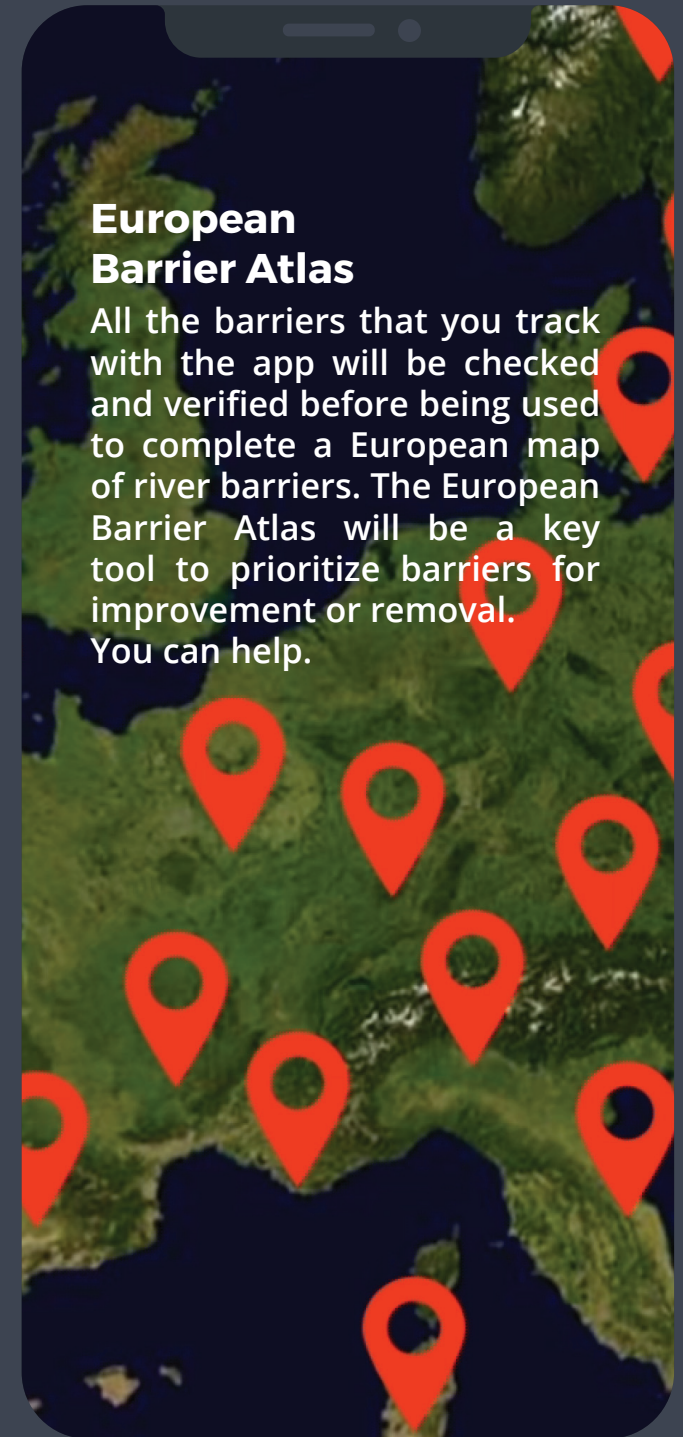 European
Barrier Atlas
All the barriers that you track
with the app will be checked
and verified before being used
to complete a European map
of river barriers. The European
Barrier Atlas will be a key
tool to prioritize barriers for
improvement or removal.
You can help.